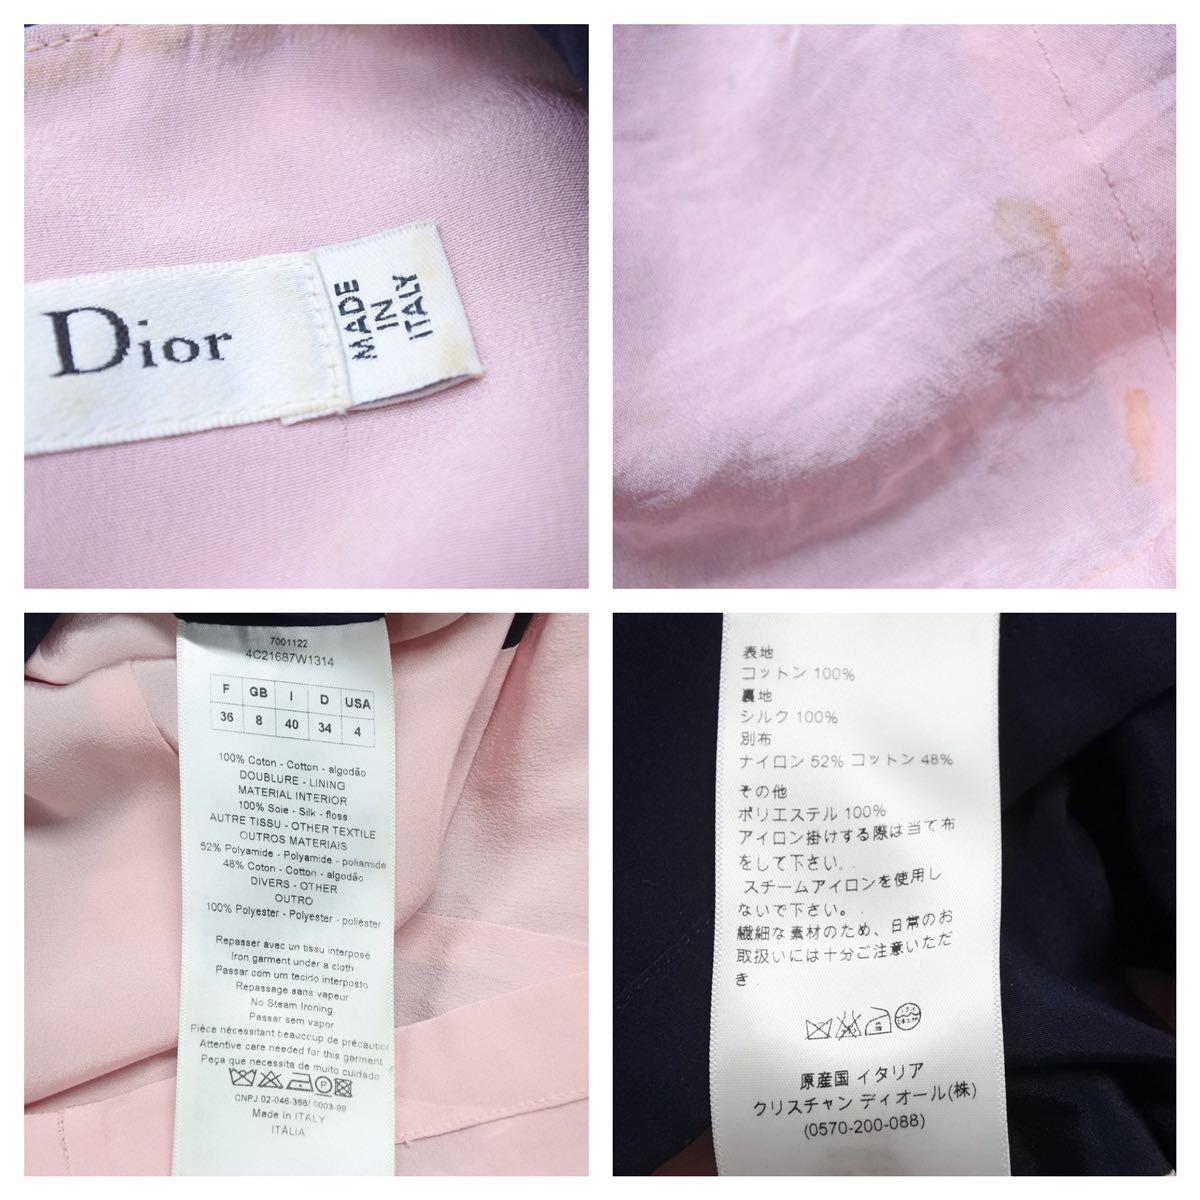 Dior
MADE
IN
ITALY
7001122
4C21687W1314
F GB I D USA
36 8 40 34 4
100% Coton - Cotton - algodão
DOUBLURE - LINING
MATERIAL INTERIOR
100% Soie - Silk - floss
AUTRE TISSU - OTHER TEXTILE
OUTROS MATERIAIS
52% Polyamide - Polyamide - poliamide
48% Coton - Cotton - algodão
DIVERS - OTHER
OUTRO
100% Polyester - Polyester - poliéster
Repasser avec un tissu interposé
Iron garment under a cloth
Passar com um tecido interposto
Repassage sans vapeur
No Steam Ironing
Passar sem vapor
Pièce nécessitant beaucoup de précaution
Attentive care needed for this garment
Peça que necessita de muito cuidado
CNPJ.02-046-386/ 0003-99
Made in ITALY
ITÁLIA
表地
コットン 100%
裏地
シルク 100%
別布
ナイロン 52% コットン 48%
その他
ポリエステル 100%
アイロン掛けする際は当て布
をして下さい。
スチームアイロンを使用し
ないで下さい。
繊細な素材のため、日常のお
取扱いには十分ご注意いただ
き
原産国 イタリア
クリスチャン ディオール(株)
(0570-200-088)